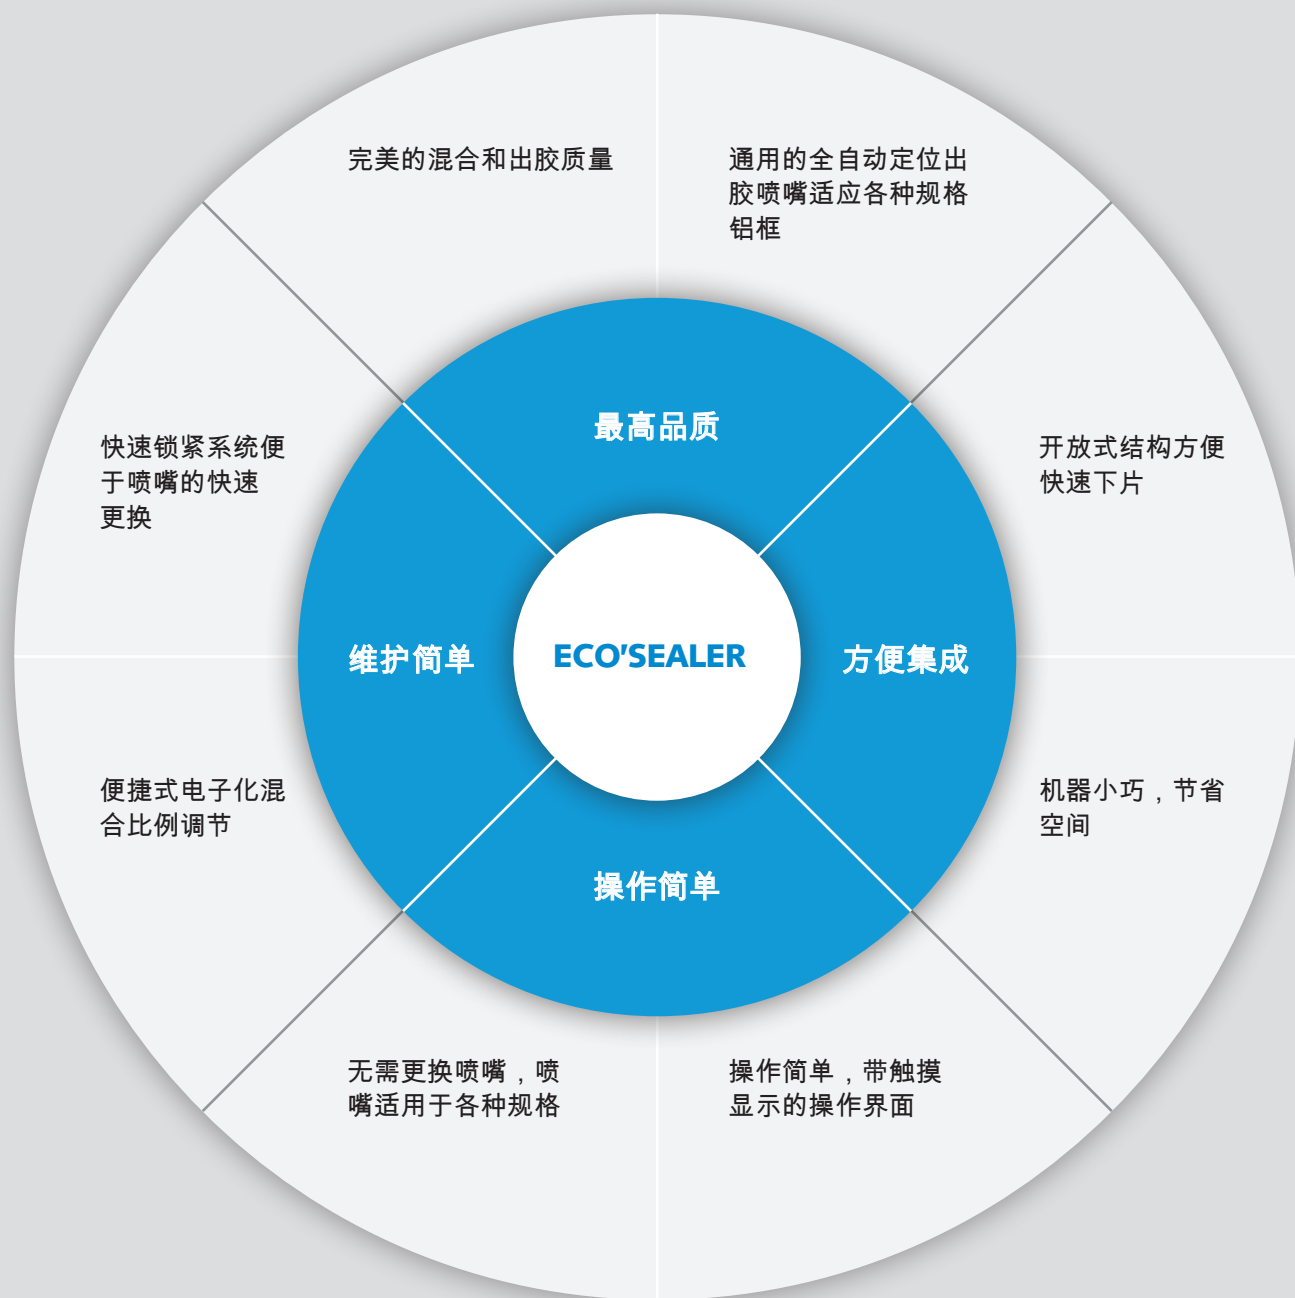 完美的混合和出胶质量
通用的全自动定位出
胶喷嘴适应各种规格
铝框
快速锁紧系统便
于喷嘴的快速
更换
最高品质
开放式结构方便
快速下片
维护简单
ECO'SEALER
方便集成
便捷式电子化混
合比例调节
机器小巧，节省
空间
操作简单
无需更换喷嘴，喷
嘴适用于各种规格
操作简单，带触摸
显示的操作界面